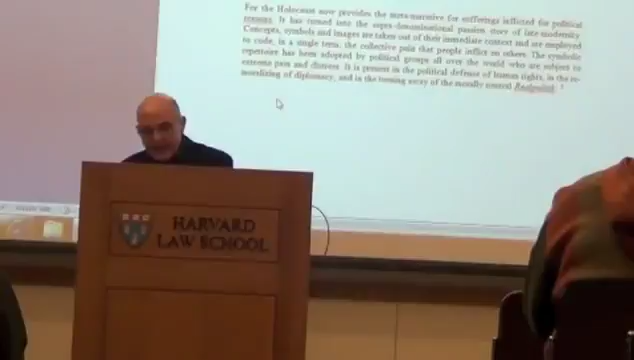 For the Holocaust now provides the meta-narrative for sufferings inflicted for political
reasons. It has turned into the supra-denominational passion story of late modernity.
Concepts, symbols and images are taken out of their immediate context and are employed
to code, in a single term, the collective pain that people inflict on others. The symbolic
repertoire has been adopted by political groups all over the world who are subject to
extreme pain and distress. It is present in the political defense of human rights, in the re-
moralizing of diplomacy, and in the turning away of the morally neutral Realpolitik.
HARVARD
LAW SCHOOL